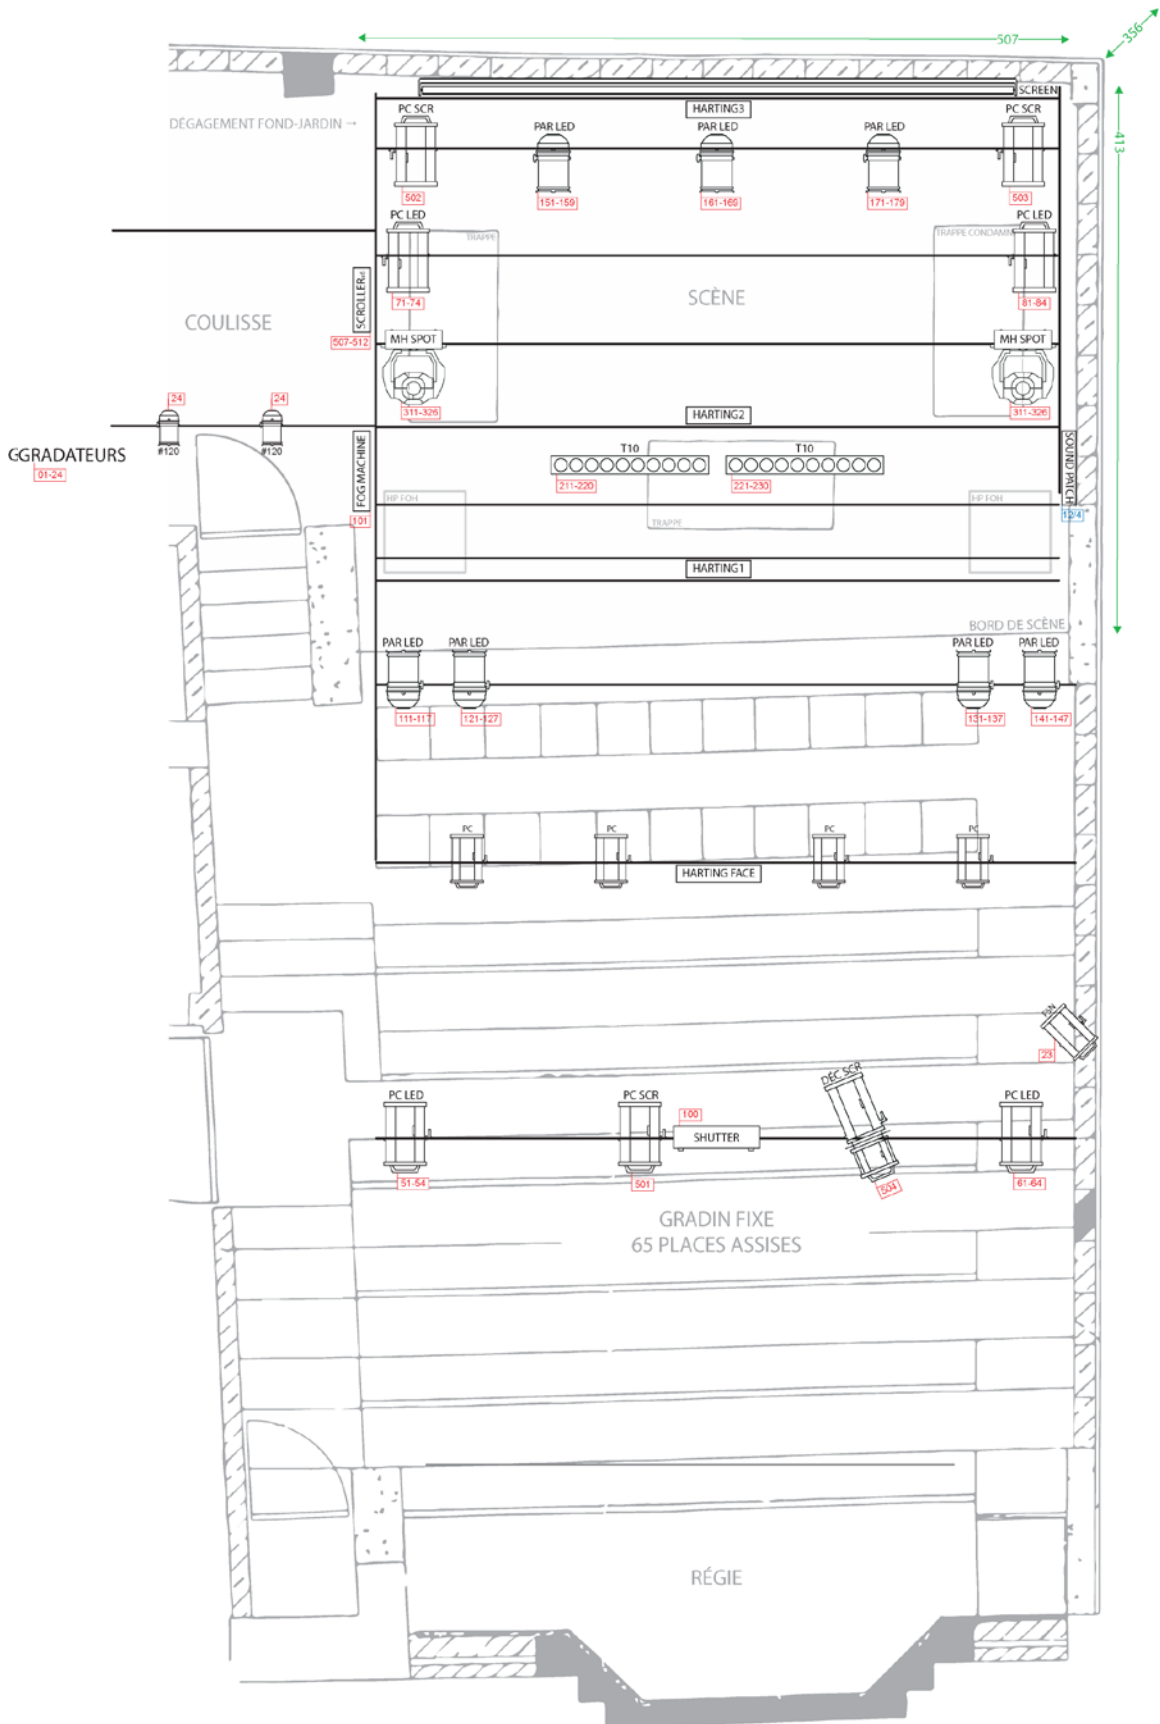 507
356
SCREEN
HARTING3
PC SCR
PC SCR
DÉGAGEMENT FOND-JARDIN →
PAR LED
PAR LED
PAR LED
413
502
151-159
161-169
171-179
503
PC LED
PC LED
TRAPPE
TRAPPE CONDAMN
SCROLLER
SCÈNE
71-74
81-84
COULISSE
507-512
MH SPOT
MH SPOT
24
24
311-326
HARTING2
311-326
#120
#120
GGRADATEURS
01-24
FOG MACHINE
T10
T10
SOUND PATCH
211-220
221-230
HP FOH
HP FOH
101
TRAPPE
12/4
HARTING1
BORD DE SCÈNE
PAR LED
PAR LED
PAR LED
PAR LED
111-117
121-127
131-137
141-147
PC
PC
PC
PC
HARTING FACE
23
DÉC SCR
PC LED
PC SCR
100
PC LED
SHUTTER
51-54
501
504
61-64
GRADIN FIXE
65 PLACES ASSISES
RÉGIE